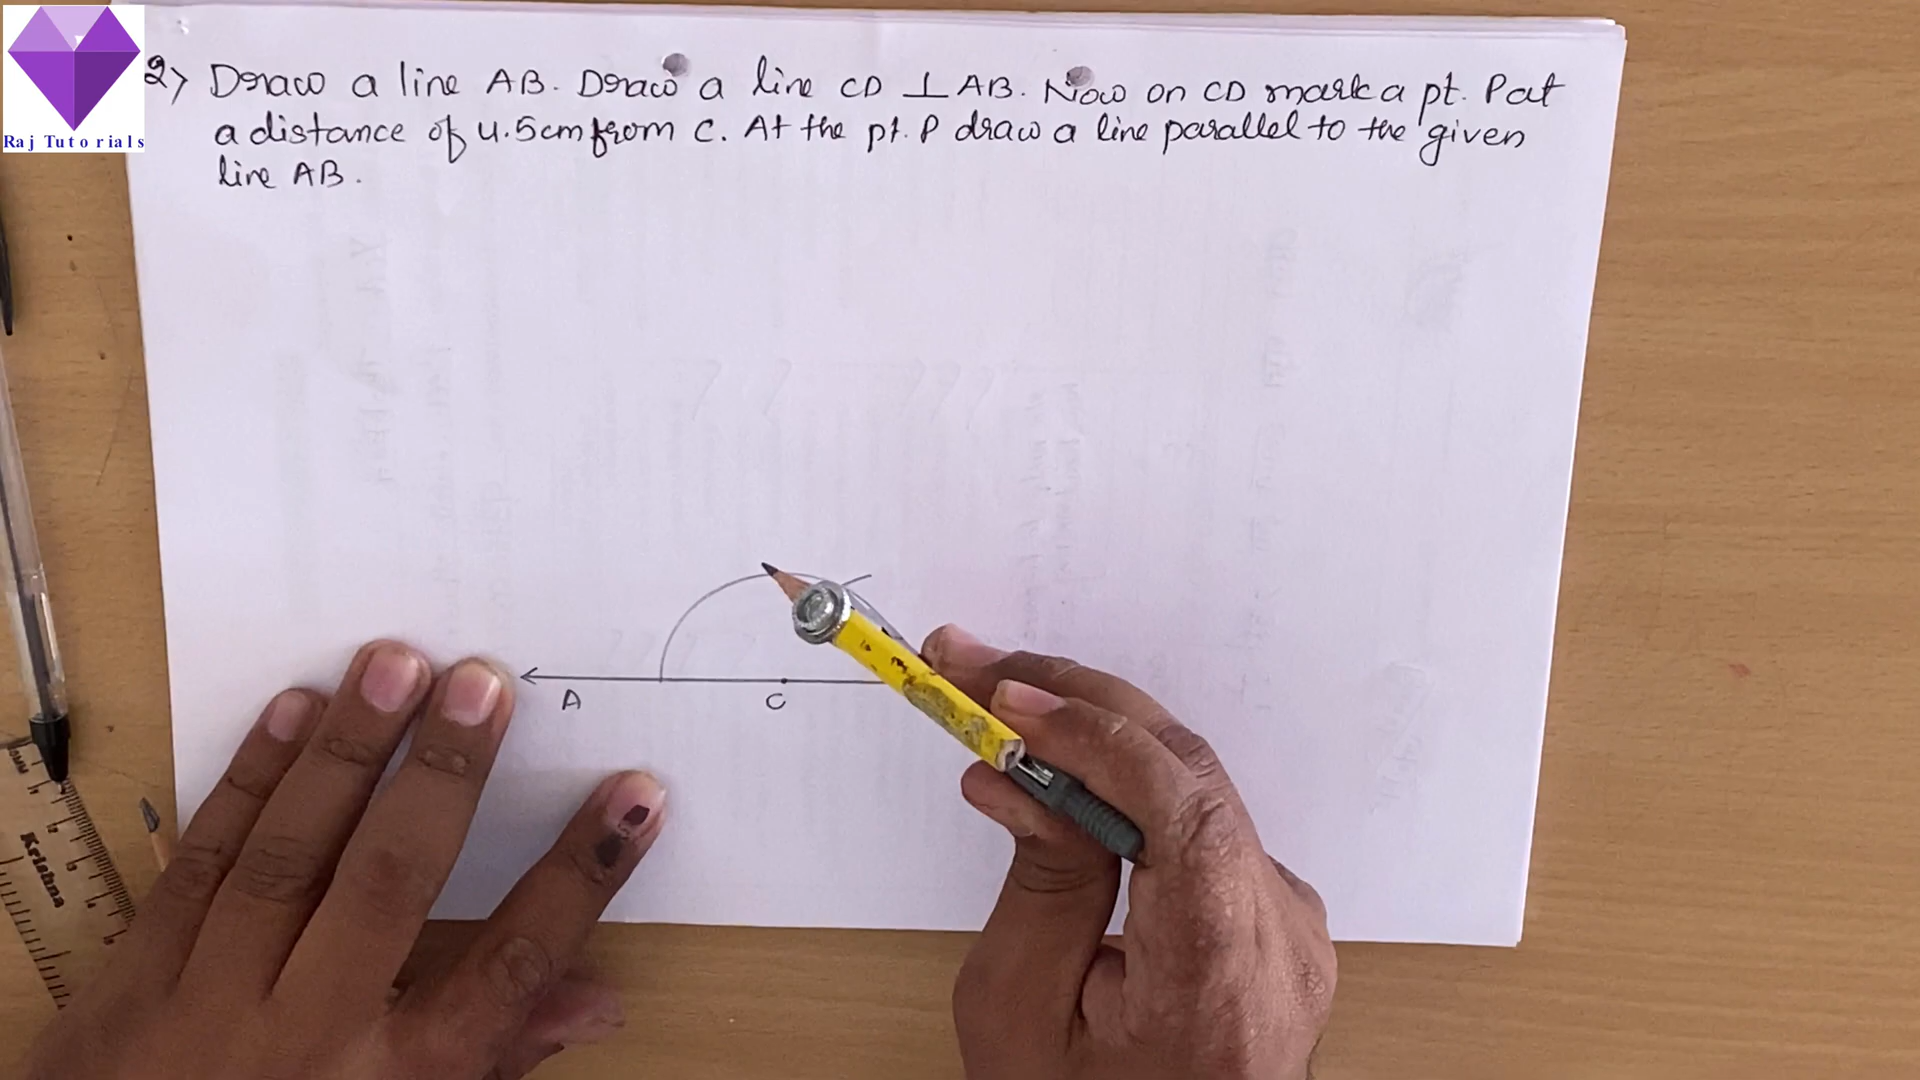 2) Draw a line AB. Draw a line CD ⊥ AB. Now on CD mark a pt. P at
a distance of 4.5cm from C. At the pt. P draw a line parallel to the given
line AB.
Raj Tutorials
A C
Krishna